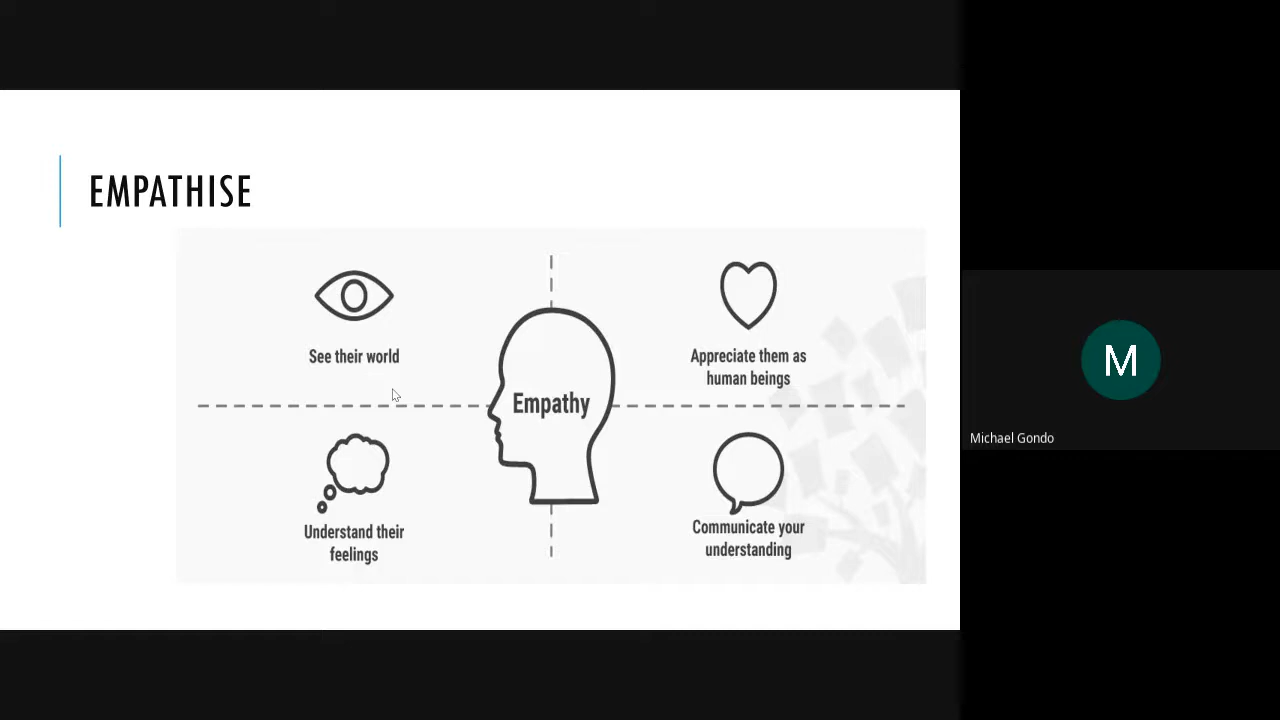 EMPATHISE
See their world
Appreciate them as
human beings
Empathy
Understand their
feelings
Communicate your
understanding
M
Michael Gondo